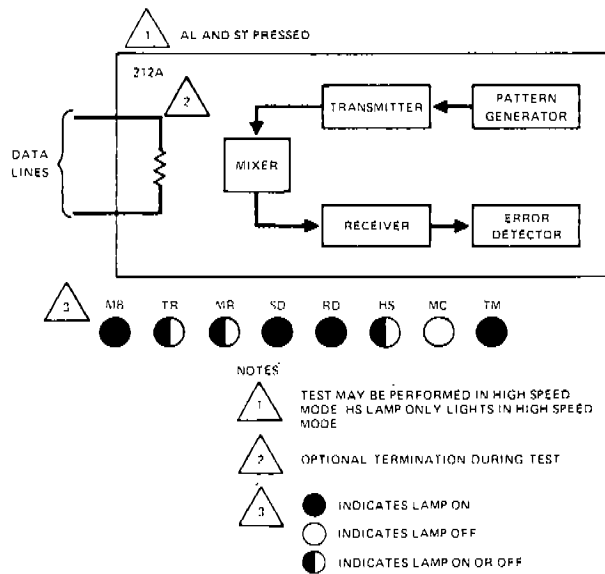 1 AL AND ST PRESSED
212A
2
TRANSMITTER
PATTERN
GENERATOR
DATA
LINES
MIXER
RECEIVER
ERROR
DETECTOR
3 MB TR MR SD RD HS MC TM
NOTES
1 TEST MAY BE PERFORMED IN HIGH SPEED
MODE HS LAMP ONLY LIGHTS IN HIGH SPEED
MODE
2 OPTIONAL TERMINATION DURING TEST
3 INDICATES LAMP ON
INDICATES LAMP OFF
INDICATES LAMP ON OR OFF